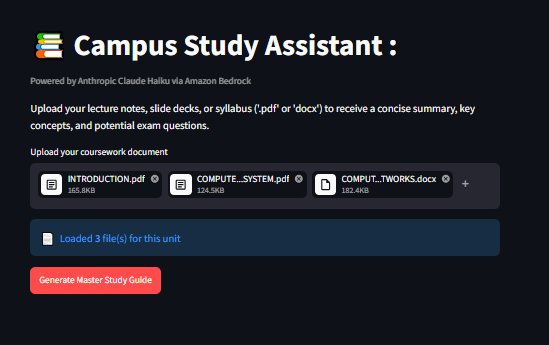 Campus Study Assistant :
Powered by Anthropic Claude Haiku via Amazon Bedrock
Upload your lecture notes, slide decks, or syllabus ('.pdf' or 'docx') to receive a concise summary, key
concepts, and potential exam questions.
Upload your coursework document
INTRODUCTION.pdf
165.8KB
COMPUTE...SYSTEM.pdf
124.5KB
COMPUT...TWORKS.docx
182.4KB
+
Loaded 3 file(s) for this unit
Generate Master Study Guide